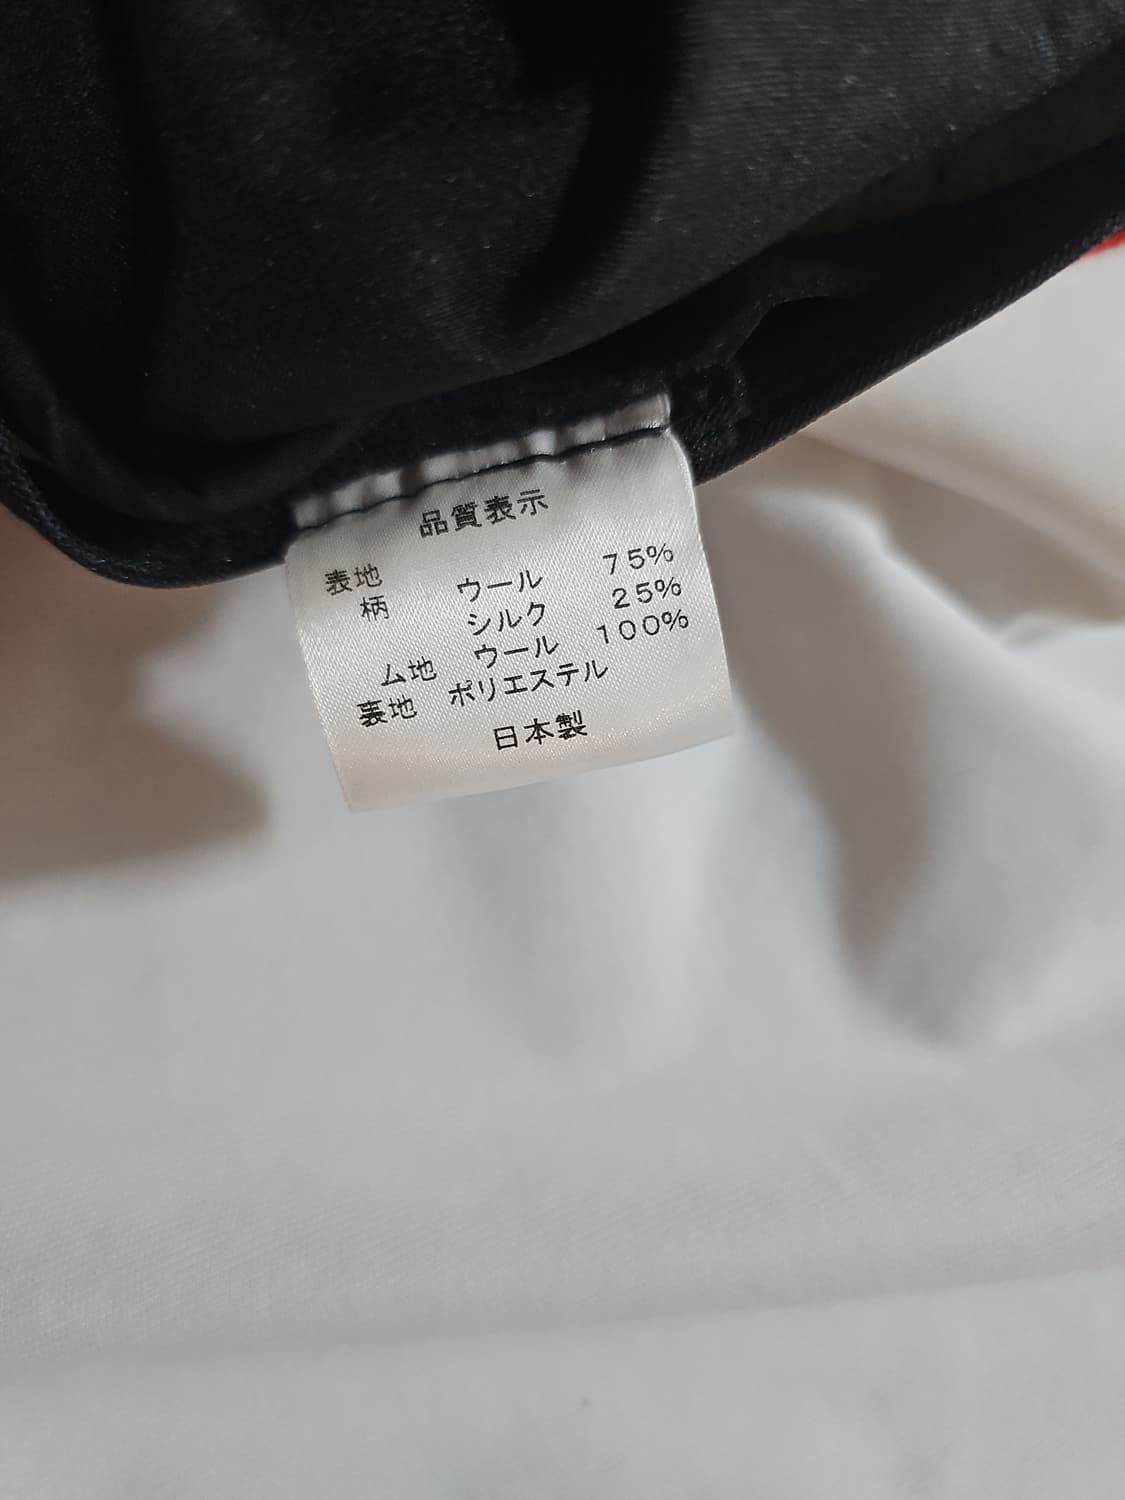 品質表示
表地 ウール 75%
柄 シルク 25%
ム地 ウール 100%
裏地 ポリエステル
日本製